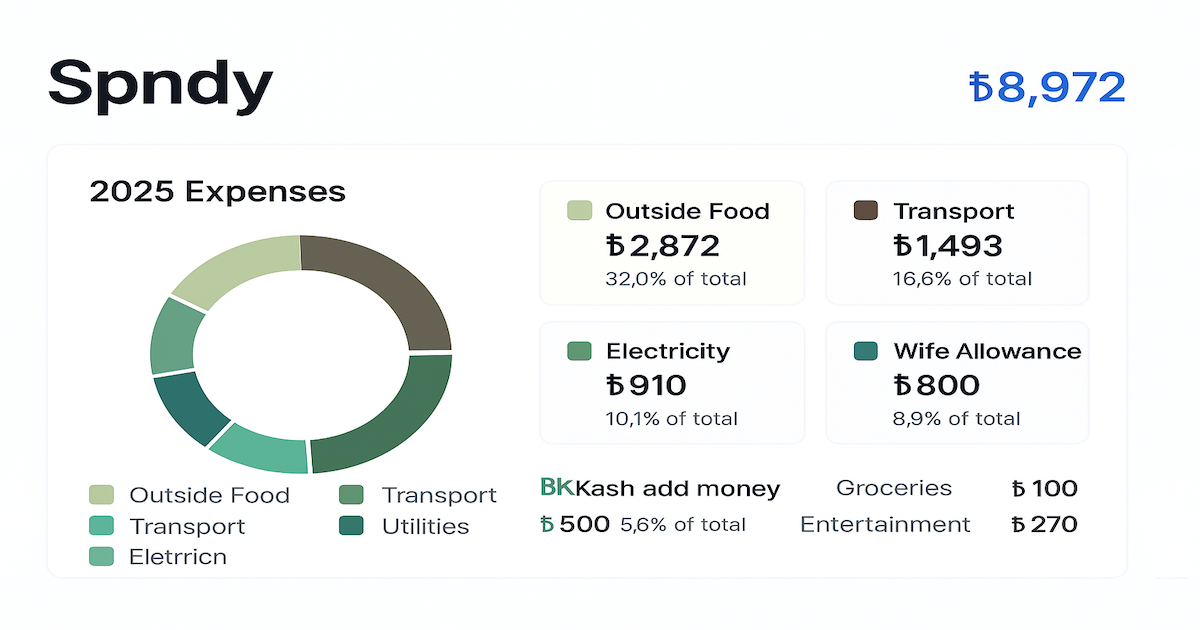 Spndy
৳8,972
2025 Expenses
Outside Food
৳2,872
32,0% of total
Transport
৳1,493
16,6% of total
Electricity
৳910
10,1% of total
Wife Allowance
৳800
8,9% of total
Outside Food
Transport
Transport
Utilities
Eletrricn
BKKash add money
৳500 5,6% of total
Groceries ৳100
Entertainment ৳270